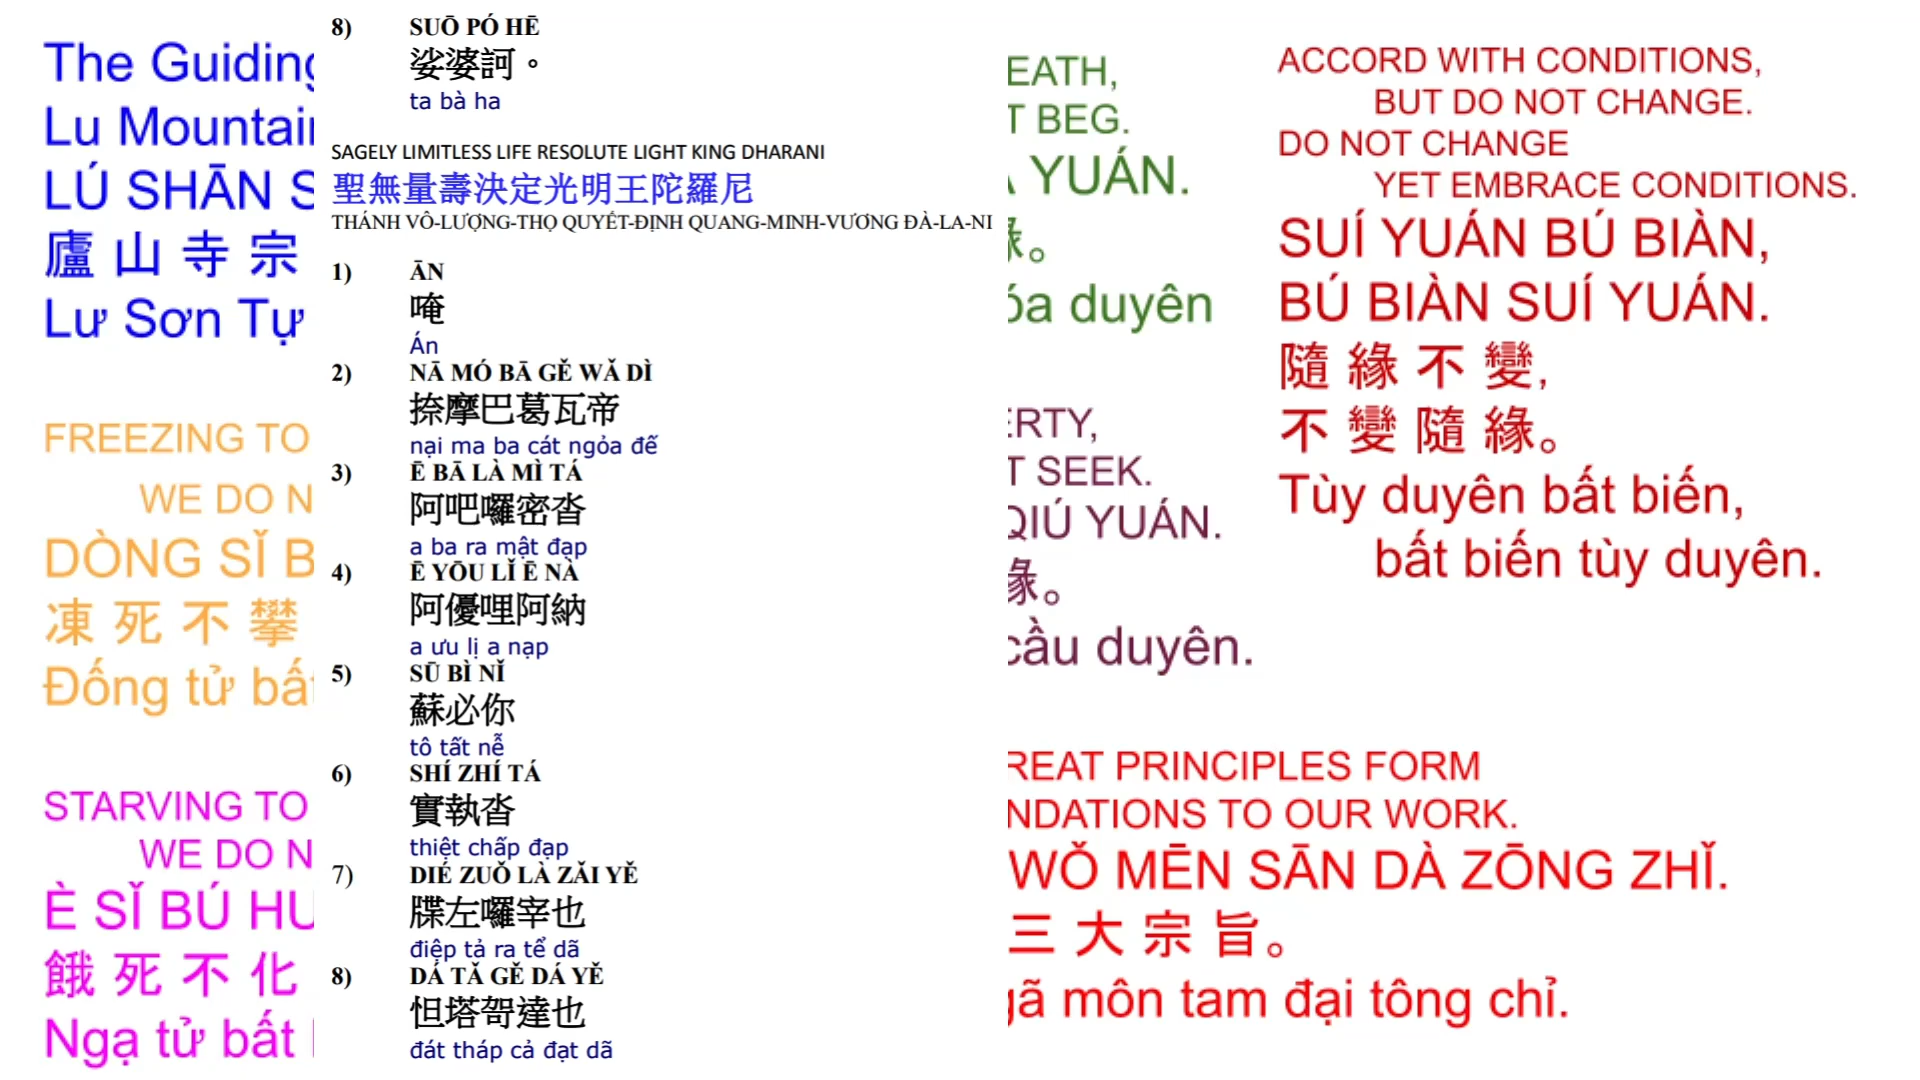 The Guiding
Lu Mountain
LÚ SHĀN S
廬 山 寺 宗
Lư Sơn Tự
FREEZING TO
WE DO N
DÒNG SǏ B
凍 死 不 攀
Đống tử bất
STARVING TO
WE DO N
È SǏ BÚ HU
餓 死 不 化
Ngạ tử bất
8) SUŌ PÓ HĒ
娑婆訶。
ta bà ha
SAGELY LIMITLESS LIFE RESOLUTE LIGHT KING DHARANI
聖無量壽決定光明王陀羅尼
THÁNH VÔ-LƯỢNG-THỌ QUYẾT-ĐỊNH QUANG-MINH-VƯƠNG ĐÀ-LA-NI
1) ĀN
唵
Án
2) NĀ MÓ BĀ GĚ WǍ DÌ
捺摩巴葛瓦帝
nại ma ba cát ngỏa đế
3) Ē BĀ LÀ MÌ TÁ
阿吧囉密沓
a ba ra mật đạp
4) Ē YŌU LǏ Ē NÀ
阿優哩阿納
a ưu lị a nạp
5) SŪ BÌ NǏ
蘇必你
tô tất nễ
6) SHÍ ZHÍ TÁ
實執沓
thiệt chấp đạp
7) DIÉ ZUǑ LÀ ZǍI YĚ
牒左囉宰也
điệp tả ra tể dã
8) DÁ TǍ GĚ DÁ YĚ
怛塔哿達也
đát tháp cả đạt dã
EATH,
T BEG.
YUÁN.
緣。
óa duyên
ERTY,
T SEEK.
QIÚ YUÁN.
緣。
cầu duyên.
ACCORD WITH CONDITIONS,
BUT DO NOT CHANGE.
DO NOT CHANGE
YET EMBRACE CONDITIONS.
SUÍ YUÁN BÚ BIÀN,
BÚ BIÀN SUÍ YUÁN.
隨 緣 不 變,
不 變 隨 緣。
Tùy duyên bất biến,
bất biến tùy duyên.
REAT PRINCIPLES FORM
NDATIONS TO OUR WORK.
WǑ MĒN SĀN DÀ ZŌNG ZHǏ.
三 大 宗 旨。
gã môn tam đại tông chỉ.